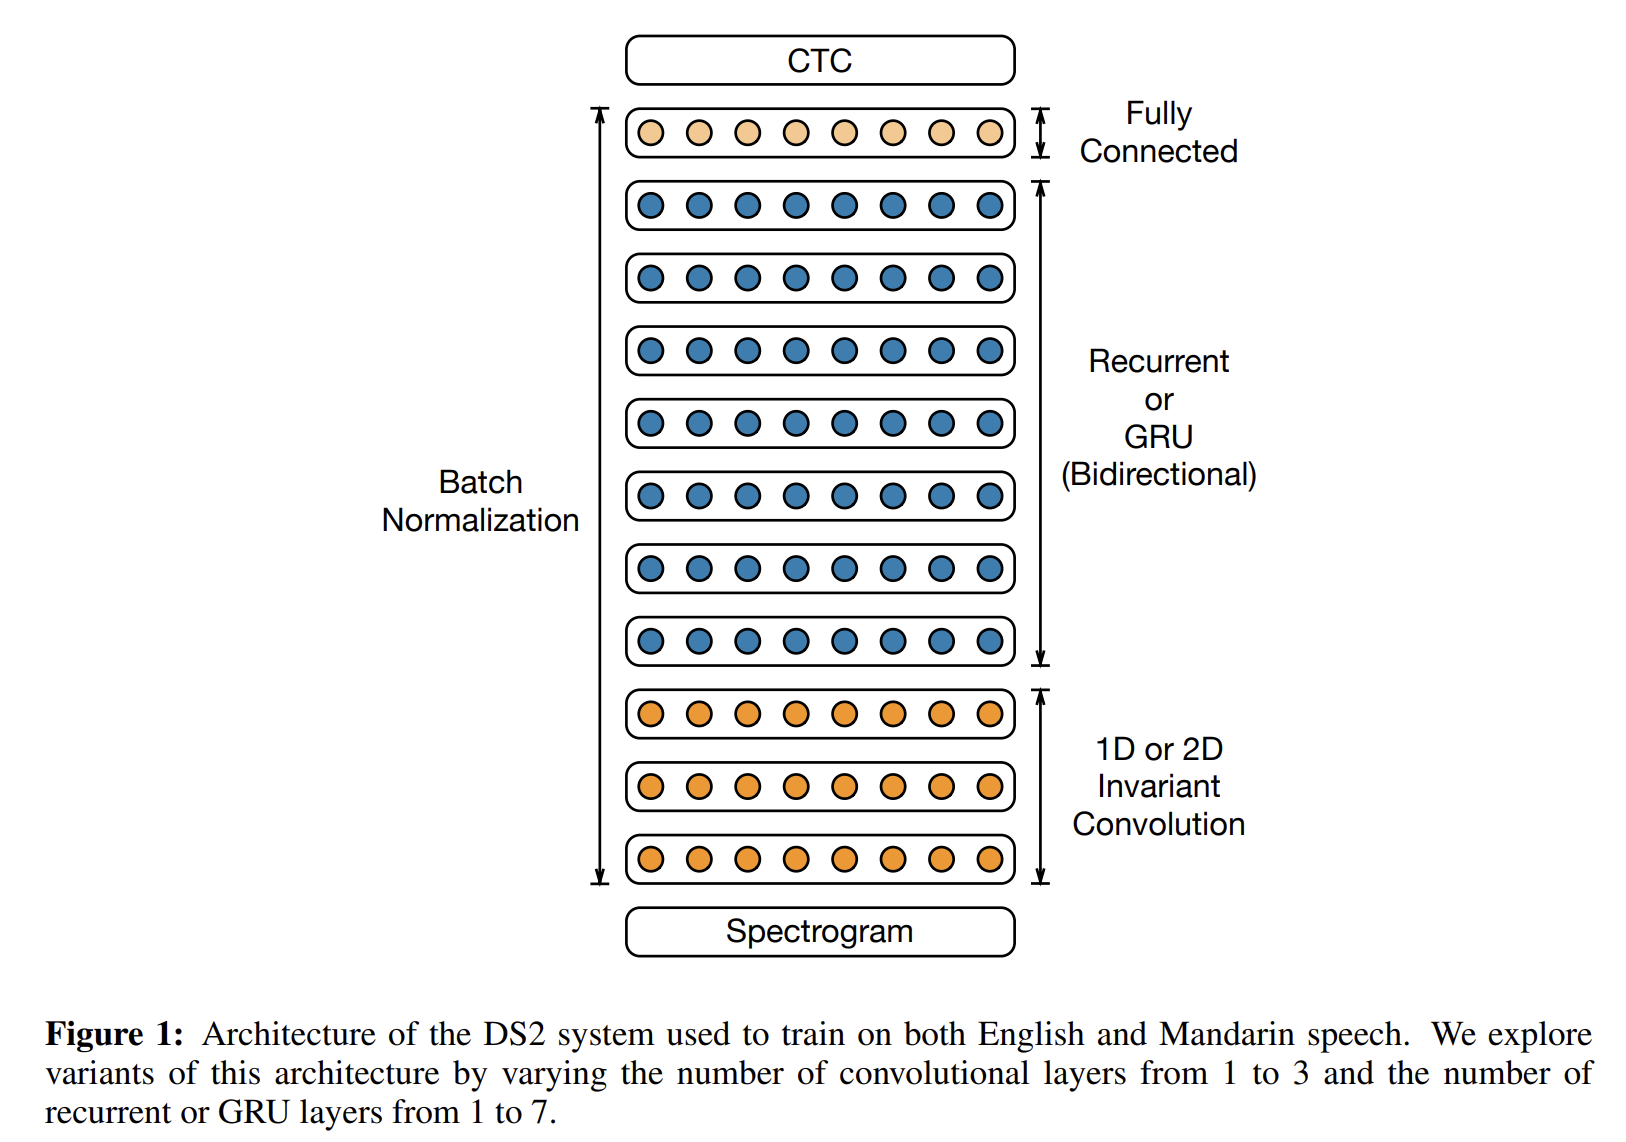 CTC
Fully
Connected
Recurrent
or
GRU
(Bidirectional)
Batch
Normalization
1D or 2D
Invariant
Convolution
Spectrogram
Figure 1: Architecture of the DS2 system used to train on both English and Mandarin speech. We explore
variants of this architecture by varying the number of convolutional layers from 1 to 3 and the number of
recurrent or GRU layers from 1 to 7.